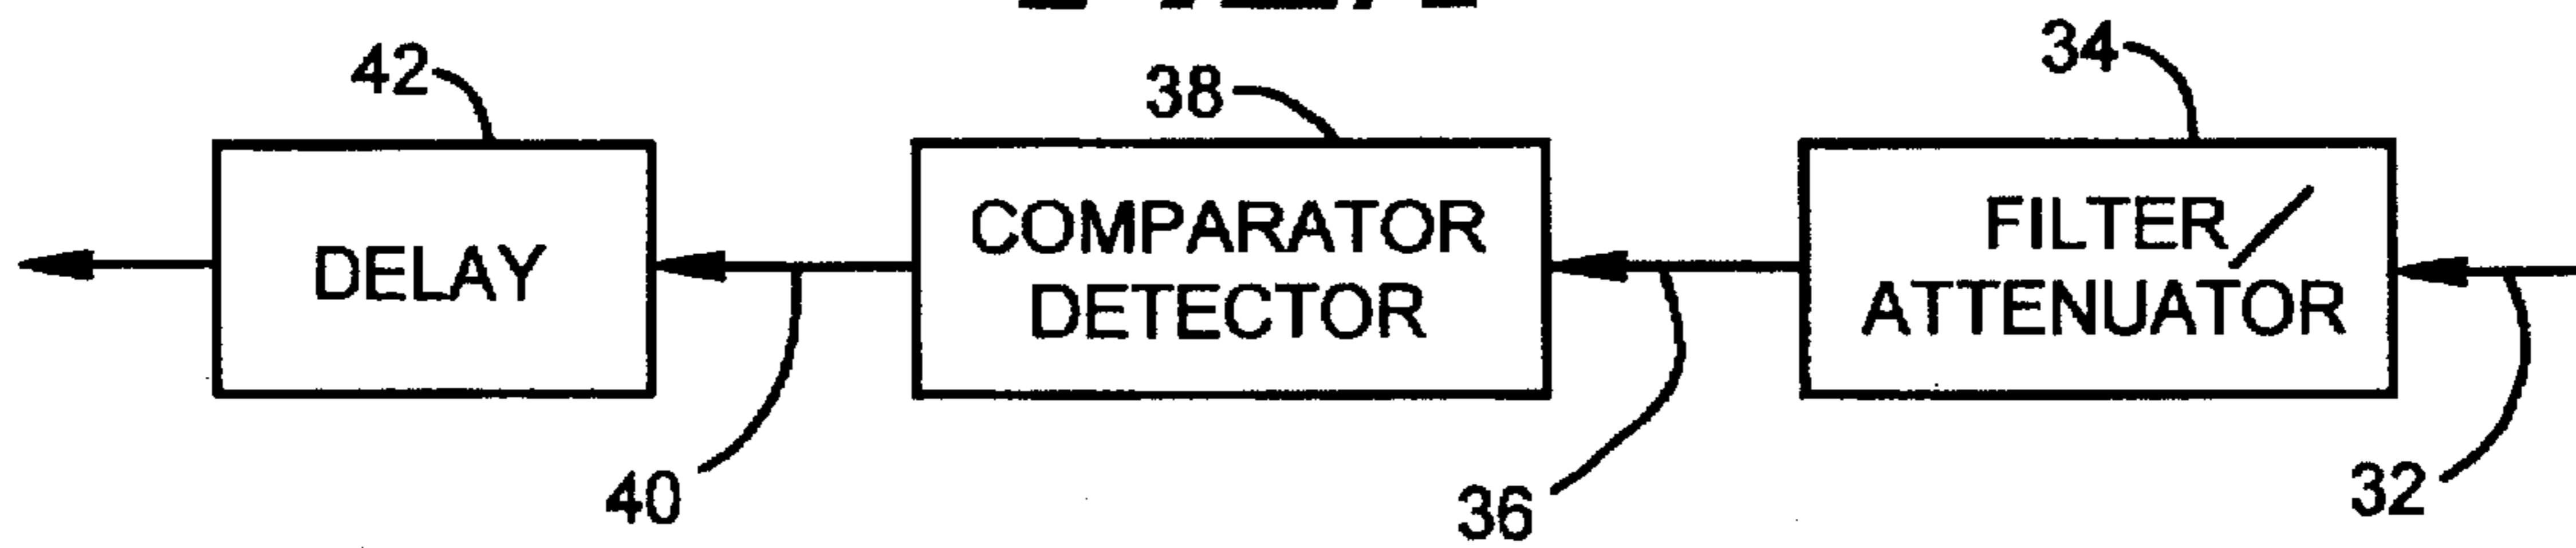 42
38
34
DELAY
COMPARATOR
DETECTOR
FILTER/
ATTENUATOR
40
36
32